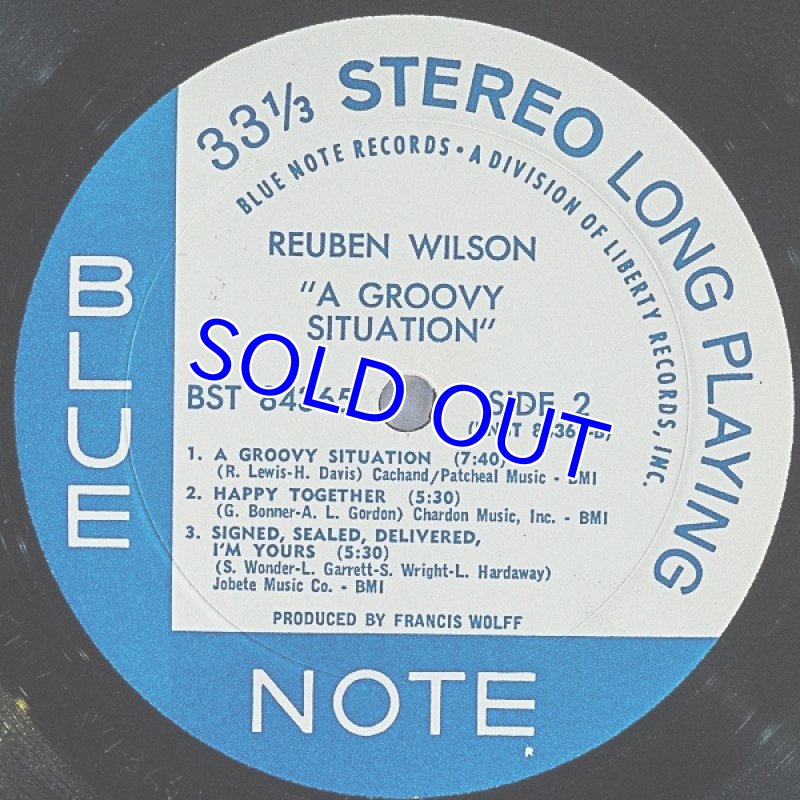 33 1/3 STEREO LONG PLAYING
BLUE NOTE RECORDS • A DIVISION OF LIBERTY RECORDS, INC.
REUBEN WILSON
"A GROOVY
SITUATION"
SOLD OUT
BST 84365 SIDE 2
1. A GROOVY SITUATION (7:40)
(R. Lewis-H. Davis) Cachand/Patcheal Music - BMI
2. HAPPY TOGETHER (5:30)
(G. Bonner-A. L. Gordon) Chardon Music, Inc. - BMI
3. SIGNED, SEALED, DELIVERED,
I'M YOURS (5:30)
(S. Wonder-L. Garrett-S. Wright-L. Hardaway)
Jobete Music Co. - BMI
PRODUCED BY FRANCIS WOLFF
BLUE
NOTE
R